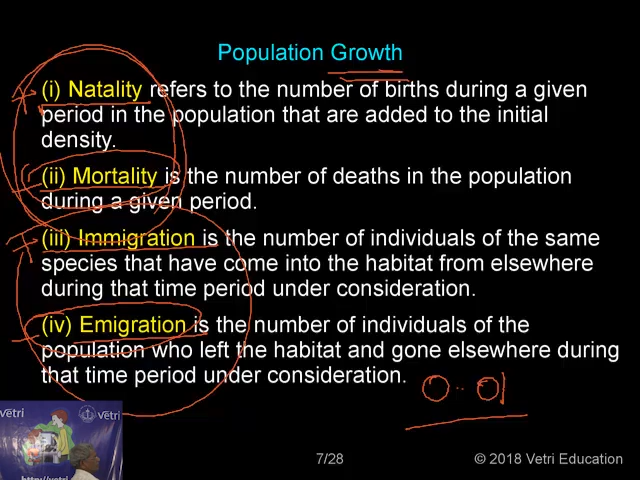 Population Growth
(i) Natality refers to the number of births during a given
period in the population that are added to the initial
density.
(ii) Mortality is the number of deaths in the population
during a given period.
(iii) Immigration is the number of individuals of the same
species that have come into the habitat from elsewhere
during that time period under consideration.
(iv) Emigration is the number of individuals of the
population who left the habitat and gone elsewhere during
that time period under consideration.
Vetri
Vetri
http://vetri
7/28
© 2018 Vetri Education